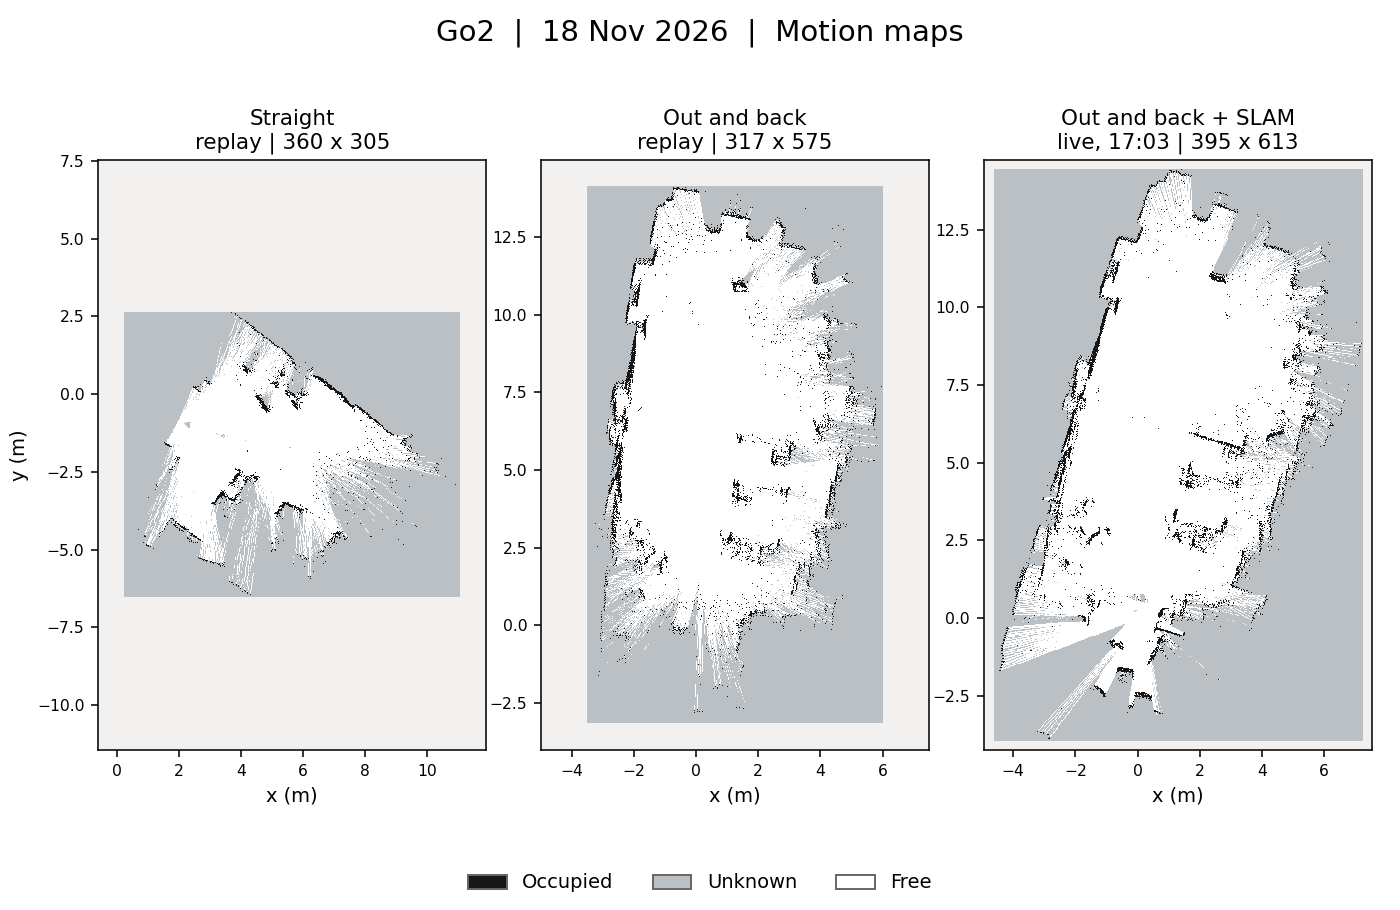 Go2 | 18 Nov 2026 | Motion maps
Straight
replay | 360 x 305
Out and back
replay | 317 x 575
Out and back + SLAM
live, 17:03 | 395 x 613
y (m)
7.5
5.0
2.5
0.0
−2.5
−5.0
−7.5
−10.0
0 2 4 6 8 10
x (m)
12.5
10.0
7.5
5.0
2.5
0.0
−2.5
−4 −2 0 2 4 6
x (m)
12.5
10.0
7.5
5.0
2.5
0.0
−2.5
−4 −2 0 2 4 6
x (m)
Occupied Unknown Free